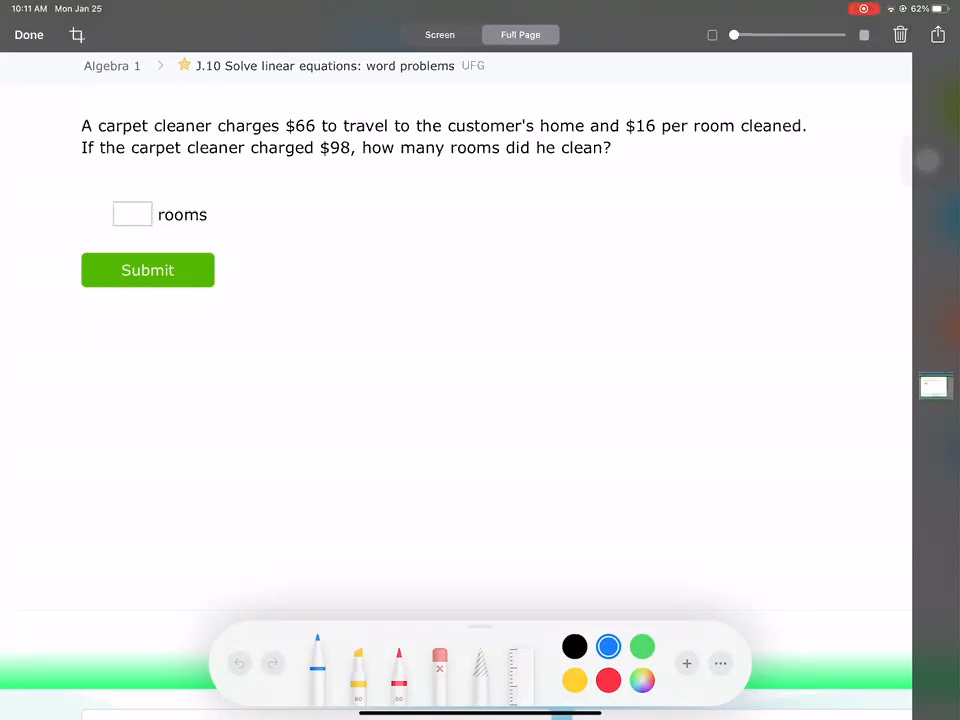 10:11 AM Mon Jan 25 62%
Done Screen Full Page
Algebra 1 > J.10 Solve linear equations: word problems UFG
A carpet cleaner charges $66 to travel to the customer's home and $16 per room cleaned.
If the carpet cleaner charged $98, how many rooms did he clean?
rooms
Submit
80 50